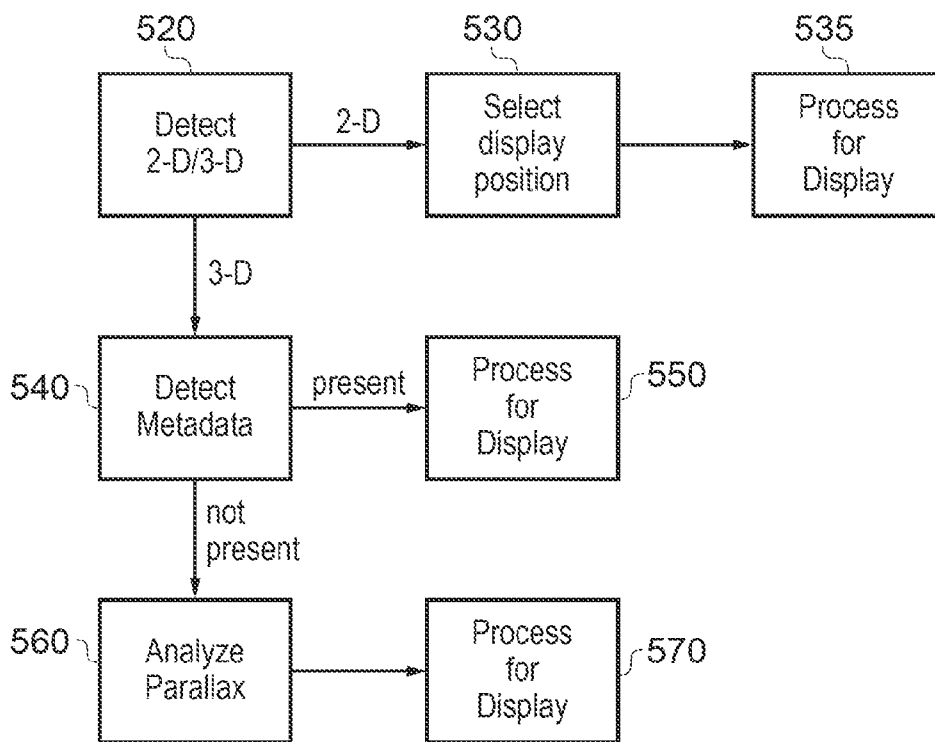 520
530
535
Detect
2-D/3-D
2-D
Select
display
position
Process
for
Display
3-D
540
Detect
Metadata
present
Process
for
Display
550
not
present
560
Analyze
Parallax
Process
for
Display
570